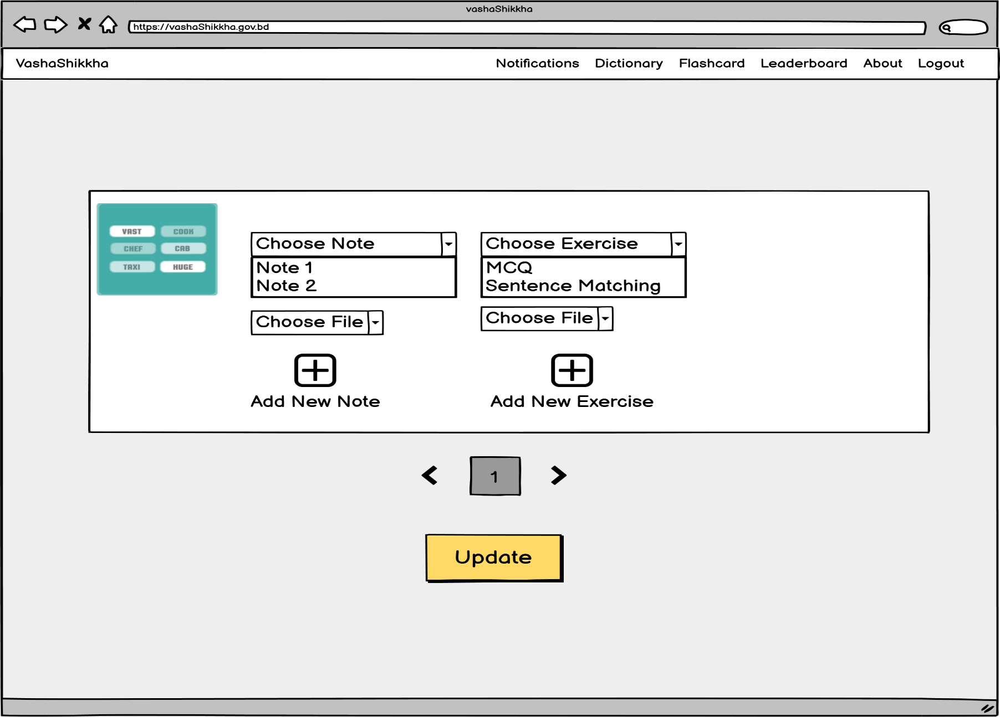 vashaShikkha
https://vashaShikkha.gov.bd
VashaShikkha Notifications Dictionary Flashcard Leaderboard About Logout
VAST COOK
CHEF CAB
TAXI HUGE
Choose Note
Note 1
Note 2
Choose File
Add New Note
Choose Exercise
MCQ
Sentence Matching
Choose File
Add New Exercise
1
Update